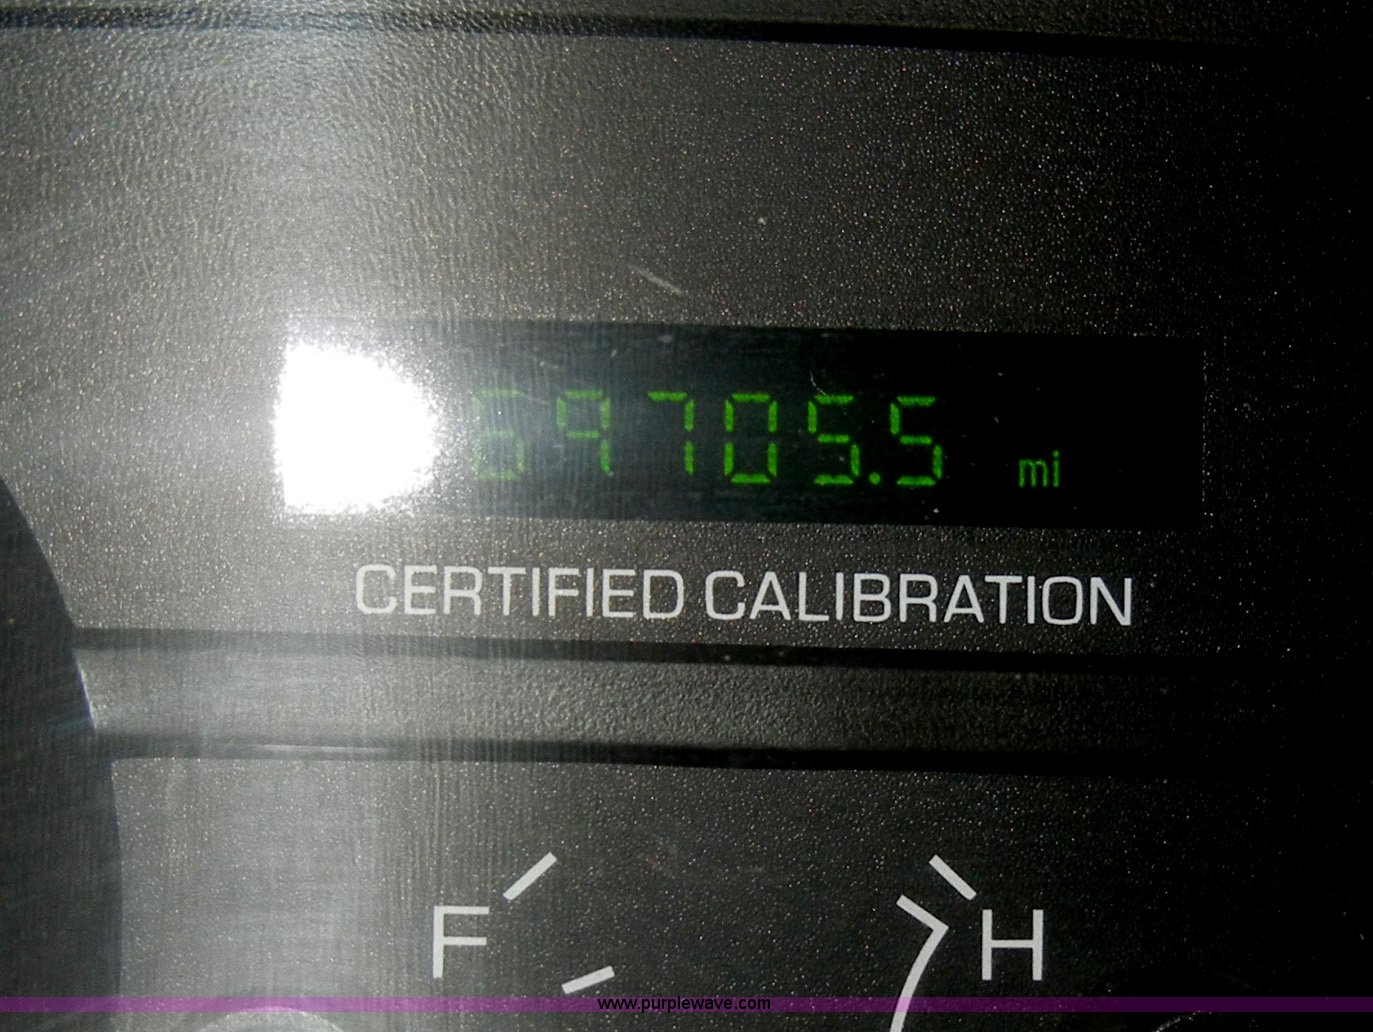 69705.5 mi
CERTIFIED CALIBRATION
F H
www.purplewave.com